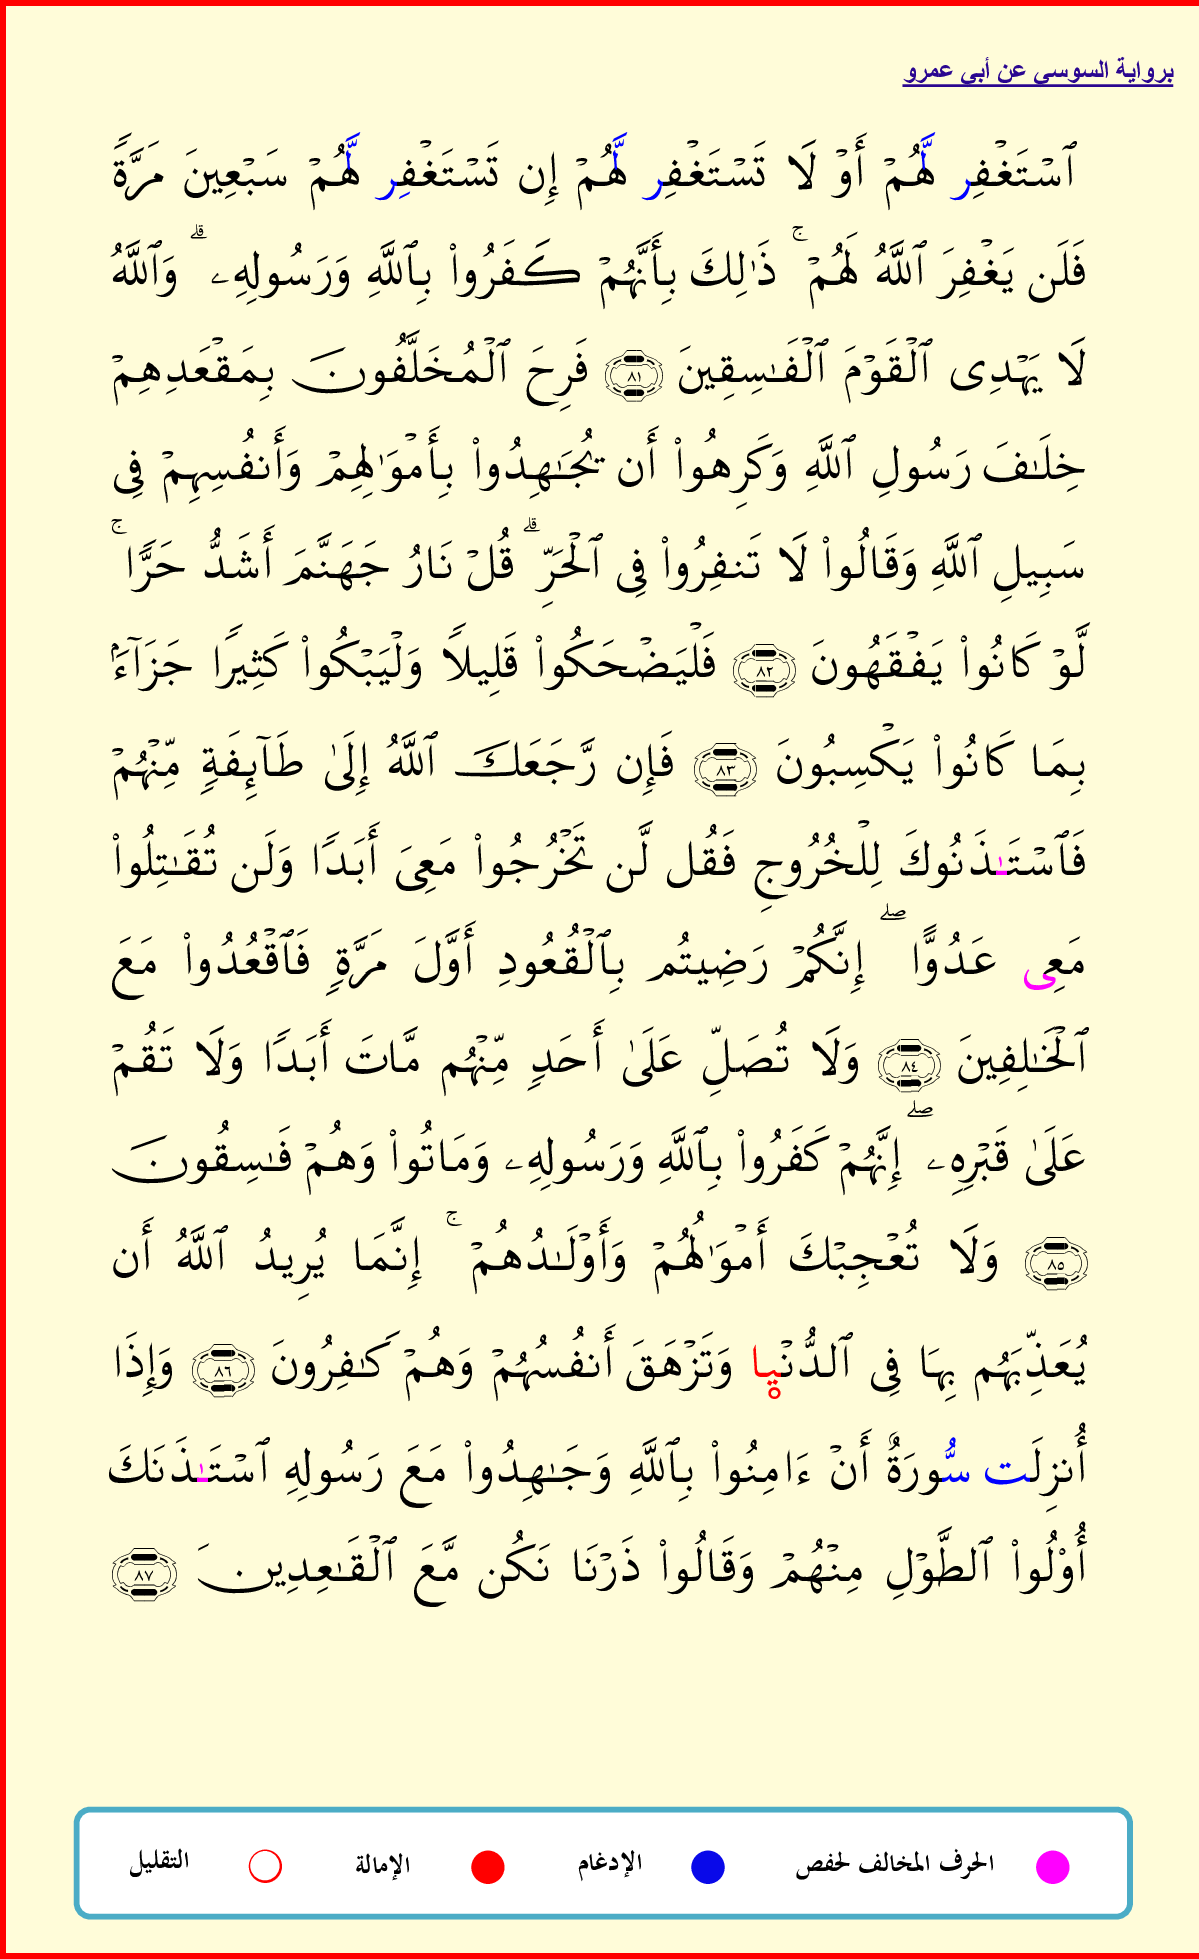 برواية السوسي عن أبي عمرو
ٱسۡتَغۡفِر لَّهُمۡ أَوۡ لَا تَسۡتَغۡفِر لَّهُمۡ إِن تَسۡتَغۡفِر لَّهُمۡ سَبۡعِينَ مَرَّةٗ
فَلَن يَغۡفِرَ ٱللَّهُ لَهُمۡۚ ذَٰلِكَ بِأَنَّهُمۡ كَفَرُواْ بِٱللَّهِ وَرَسُولِهِۦۗ وَٱللَّهُ
لَا يَهۡدِى ٱلۡقَوۡمَ ٱلۡفَٰسِقِينَ ٨١ فَرِحَ ٱلۡمُخَلَّفُونَ بِمَقۡعَدِهِمۡ
خِلَٰفَ رَسُولِ ٱللَّهِ وَكَرِهُواْ أَن يُجَٰهِدُواْ بِأَمۡوَٰلِهِمۡ وَأَنفُسِهِمۡ فِى
سَبِيلِ ٱللَّهِ وَقَالُواْ لَا تَنفِرُواْ فِى ٱلۡحَرِّۗ قُلۡ نَارُ جَهَنَّمَ أَشَدُّ حَرّٗاۚ
لَّوۡ كَانُواْ يَفۡقَهُونَ ٨٢ فَلۡيَضۡحَكُواْ قَلِيلٗا وَلۡيَبۡكُواْ كَثِيرٗا جَزَآءَۢ
بِمَا كَانُواْ يَكۡسِبُونَ ٨٣ فَإِن رَّجَعَكَ ٱللَّهُ إِلَىٰ طَآئِفَةٖ مِّنۡهُمۡ
فَٱسۡتَـٰذَنُوكَ لِلۡخُرُوجِ فَقُل لَّن تَخۡرُجُواْ مَعِىَ أَبَدٗا وَلَن تُقَٰتِلُواْ
مَعِى عَدُوًّاۖ إِنَّكُمۡ رَضِيتُم بِٱلۡقُعُودِ أَوَّلَ مَرَّةٖ فَٱقۡعُدُواْ مَعَ
ٱلۡخَٰلِفِينَ ٨٤ وَلَا تُصَلِّ عَلَىٰٓ أَحَدٖ مِّنۡهُم مَّاتَ أَبَدٗا وَلَا تَقُمۡ
عَلَىٰ قَبۡرِهِۦۖ إِنَّهُمۡ كَفَرُواْ بِٱللَّهِ وَرَسُولِهِۦ وَمَاتُواْ وَهُمۡ فَٰسِقُونَ
٨٥ وَلَا تُعۡجِبۡكَ أَمۡوَٰلُهُمۡ وَأَوۡلَٰدُهُمۡۚ إِنَّمَا يُرِيدُ ٱللَّهُ أَن
يُعَذِّبَهُم بِهَا فِى ٱلدُّنۡيا وَتَزۡهَقَ أَنفُسُهُمۡ وَهُمۡ كَٰفِرُونَ ٨٦ وَإِذَا
أُنزِلَت سُّورَةٌ أَنۡ ءَامِنُواْ بِٱللَّهِ وَجَٰهِدُواْ مَعَ رَسُولِهِ ٱسۡتَـٰذَنَكَ
أُوْلُواْ ٱلطَّوۡلِ مِنۡهُمۡ وَقَالُواْ ذَرۡنَا نَكُن مَّعَ ٱلۡقَٰعِدِينَ ٨٧
الحرف المخالف لحفص الإدغام الإمالة التقليل